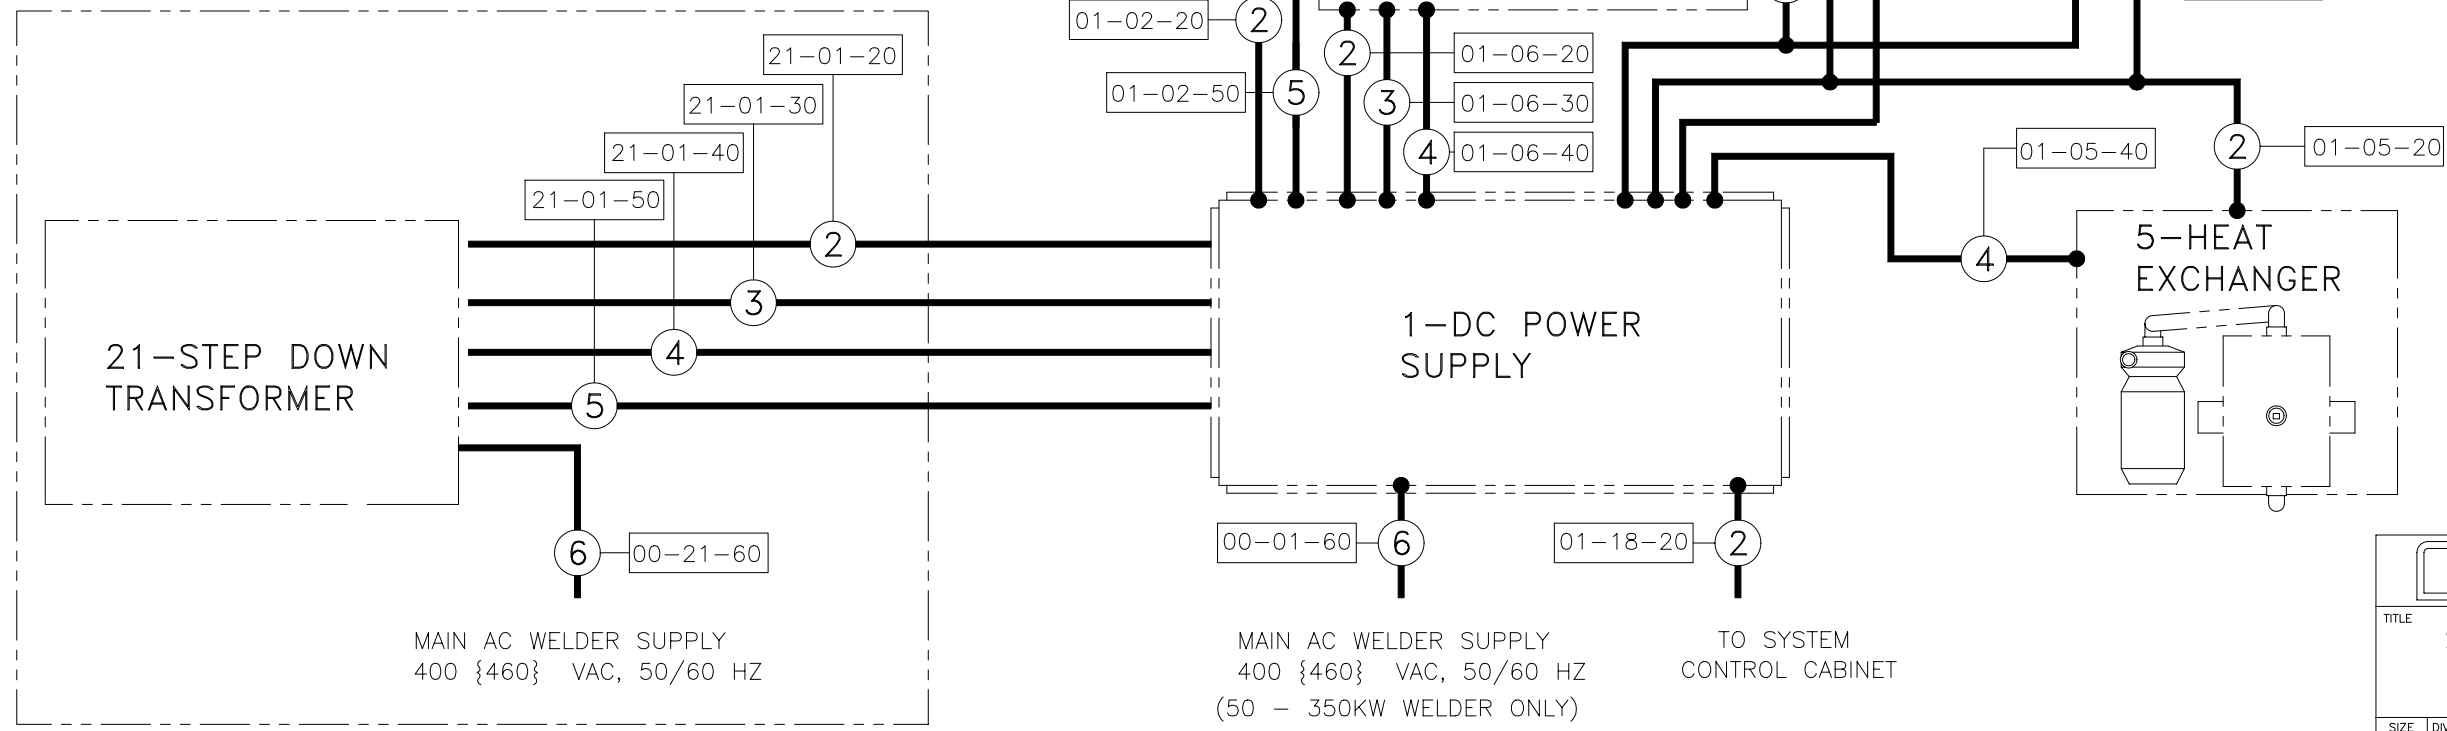 01-02-20
2
21-01-20
2
01-06-20
21-01-30
01-02-50
5
3
01-06-30
21-01-40
4
01-06-40
01-05-40
2
01-05-20
21-01-50
2
3
4
5
4
5-HEAT
EXCHANGER
21-STEP DOWN
TRANSFORMER
1-DC POWER
SUPPLY
6
00-21-60
00-01-60
6
01-18-20
2
MAIN AC WELDER SUPPLY
400 {460} VAC, 50/60 HZ
MAIN AC WELDER SUPPLY
400 {460} VAC, 50/60 HZ
(50 - 350KW WELDER ONLY)
TO SYSTEM
CONTROL CABINET
TITLE
SIZE